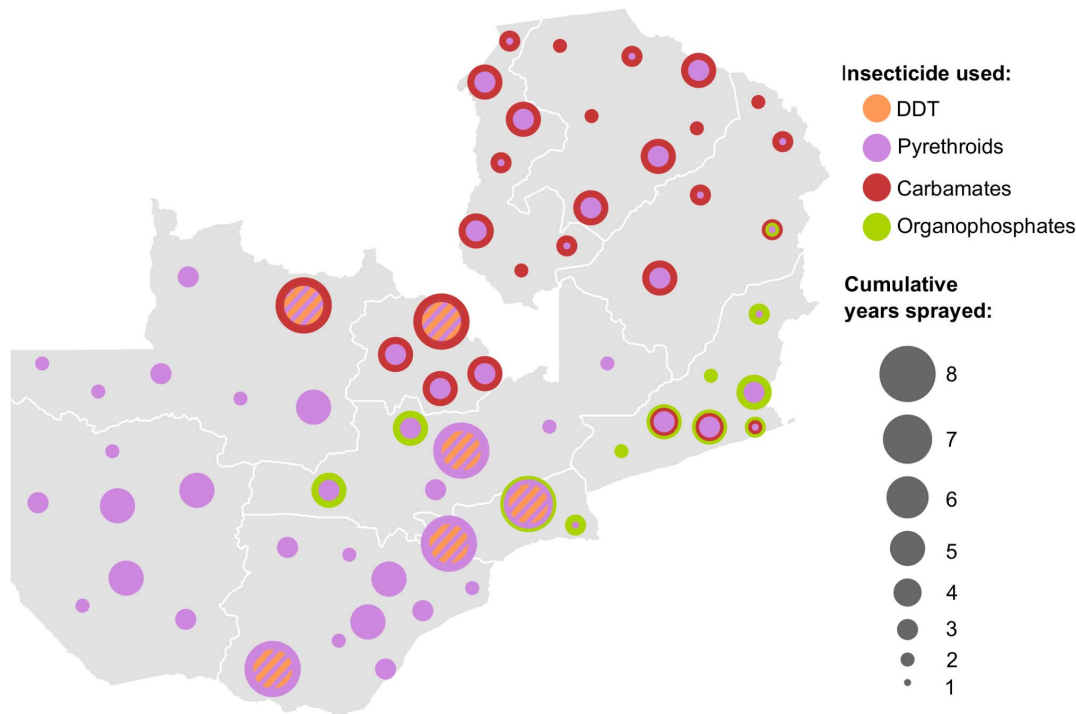 Insecticide used:
DDT
Pyrethroids
Carbamates
Organophosphates
Cumulative
years sprayed:
8
7
6
5
4
3
2
1